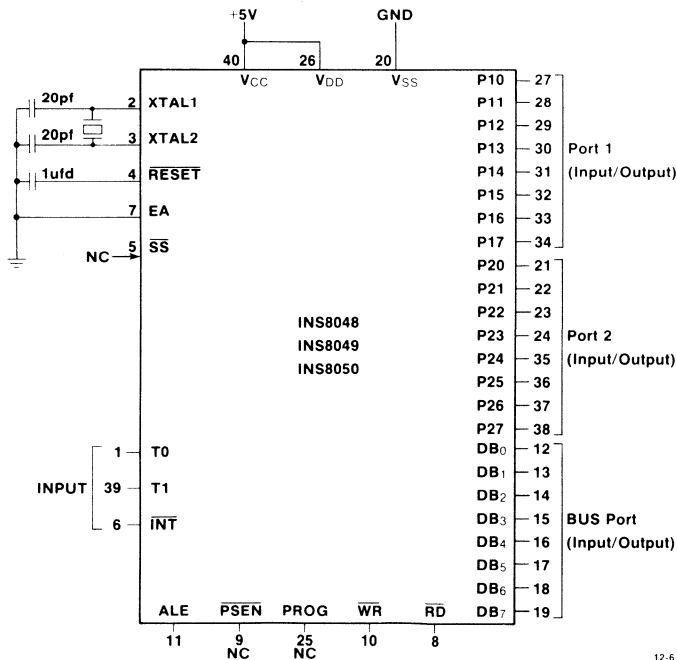 +5V GND
40 26 20
VCC VDD VSS
20pf 2 XTAL1
20pf 3 XTAL2
1ufd 4 RESET
7 EA
5 SS
NC
INS8048
INS8049
INS8050
1 T0
INPUT 39 T1
6 INT
P10 27
P11 28
P12 29
P13 30 Port 1
P14 31 (Input/Output)
P15 32
P16 33
P17 34
P20 21
P21 22
P22 23
P23 24 Port 2
P24 35 (Input/Output)
P25 36
P26 37
P27 38
DB0 12
DB1 13
DB2 14
DB3 15 BUS Port
DB4 16 (Input/Output)
DB5 17
DB6 18
DB7 19
ALE PSEN PROG WR RD
11 9 25 10 8
NC NC
12-6